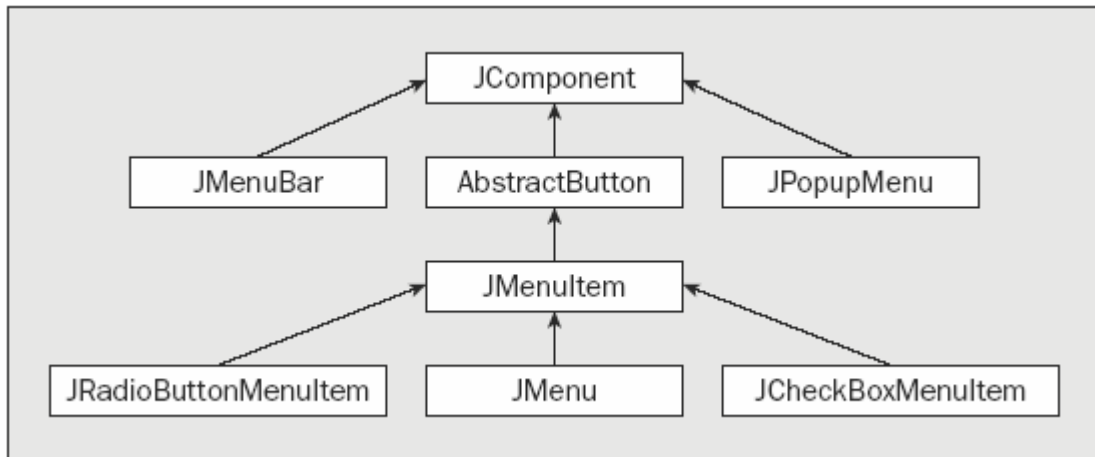 JComponent
JMenuBar
AbstractButton
JPopupMenu
JMenuItem
JRadioButtonMenuItem
JMenu
JCheckBoxMenuItem